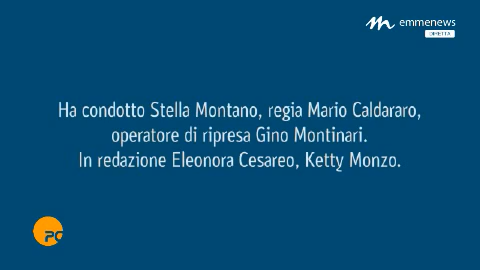 emmenews
DIRETTA
Ha condotto Stella Montano, regia Mario Caldararo,
operatore di ripresa Gino Montinari.
In redazione Eleonora Cesareo, Ketty Monzo.
PC